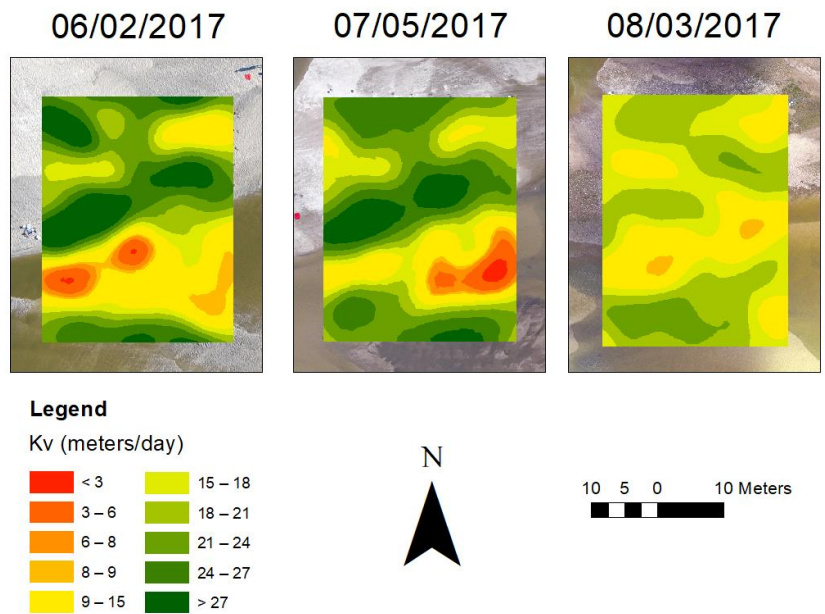 06/02/2017 07/05/2017 08/03/2017
Legend
Kv (meters/day)
< 3 15 – 18
3 – 6 18 – 21
6 – 8 21 – 24
8 – 9 24 – 27
9 – 15 > 27
N
10 5 0 10 Meters